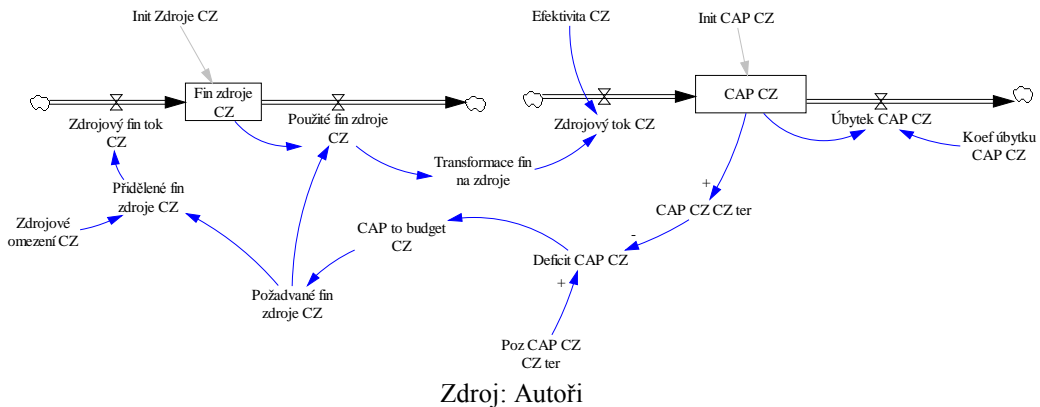 Init Zdroje CZ
Efektivita CZ
Init CAP CZ
Fin zdroje
CZ
CAP CZ
Zdrojový fin tok
CZ
Použité fin zdroje
CZ
Zdrojový tok CZ
Úbytek CAP CZ
Koef úbytku
CAP CZ
Transformace fin
na zdroje
Přidělené fin
zdroje CZ
Zdrojové
omezení CZ
+
CAP CZ CZ ter
CAP to budget
CZ
-
Deficit CAP CZ
+
Požadvané fin
zdroje CZ
Poz CAP CZ
CZ ter
Zdroj: Autoři